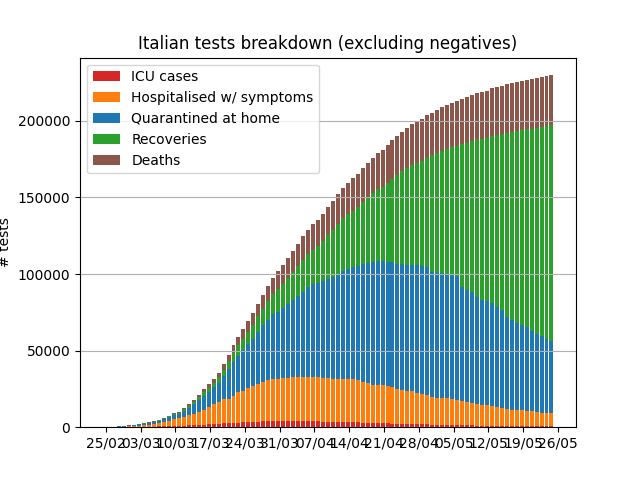 Italian tests breakdown (excluding negatives)
ICU cases
Hospitalised w/ symptoms
Quarantined at home
Recoveries
Deaths
# tests
200000
150000
100000
50000
0
25/02 03/03 10/03 17/03 24/03 31/03 07/04 14/04 21/04 28/04 05/05 12/05 19/05 26/05